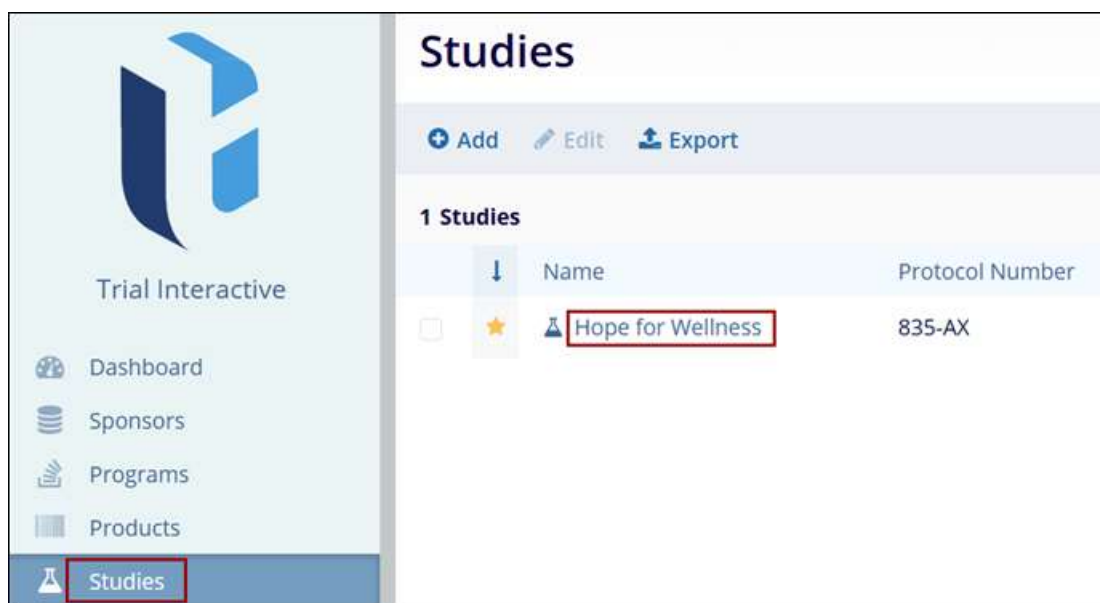 Trial Interactive
Dashboard
Sponsors
Programs
Products
Studies
Studies
Add Edit Export
1 Studies
Name Protocol Number
Hope for Wellness 835-AX